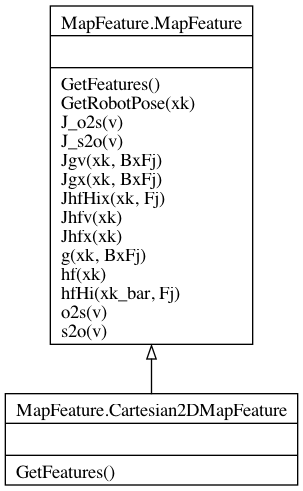 MapFeature.MapFeature
GetFeatures()
GetRobotPose(xk)
J_o2s(v)
J_s2o(v)
Jgv(xk, BxFj)
Jgx(xk, BxFj)
JhfHix(xk, Fj)
Jhfv(xk)
Jhfx(xk)
g(xk, BxFj)
hf(xk)
hfHi(xk_bar, Fj)
o2s(v)
s2o(v)
MapFeature.Cartesian2DMapFeature
GetFeatures()